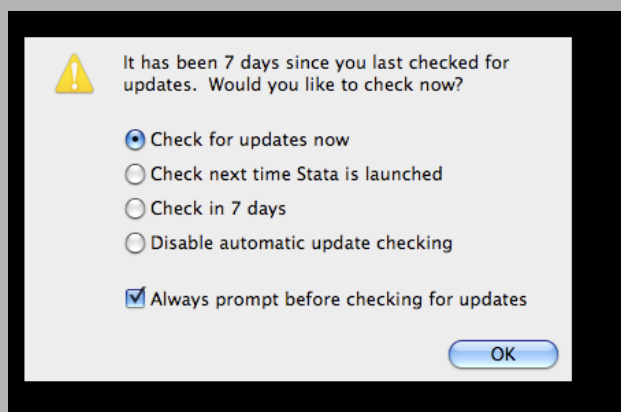 It has been 7 days since you last checked for
updates.  Would you like to check now?
Check for updates now
Check next time Stata is launched
Check in 7 days
Disable automatic update checking
Always prompt before checking for updates
OK